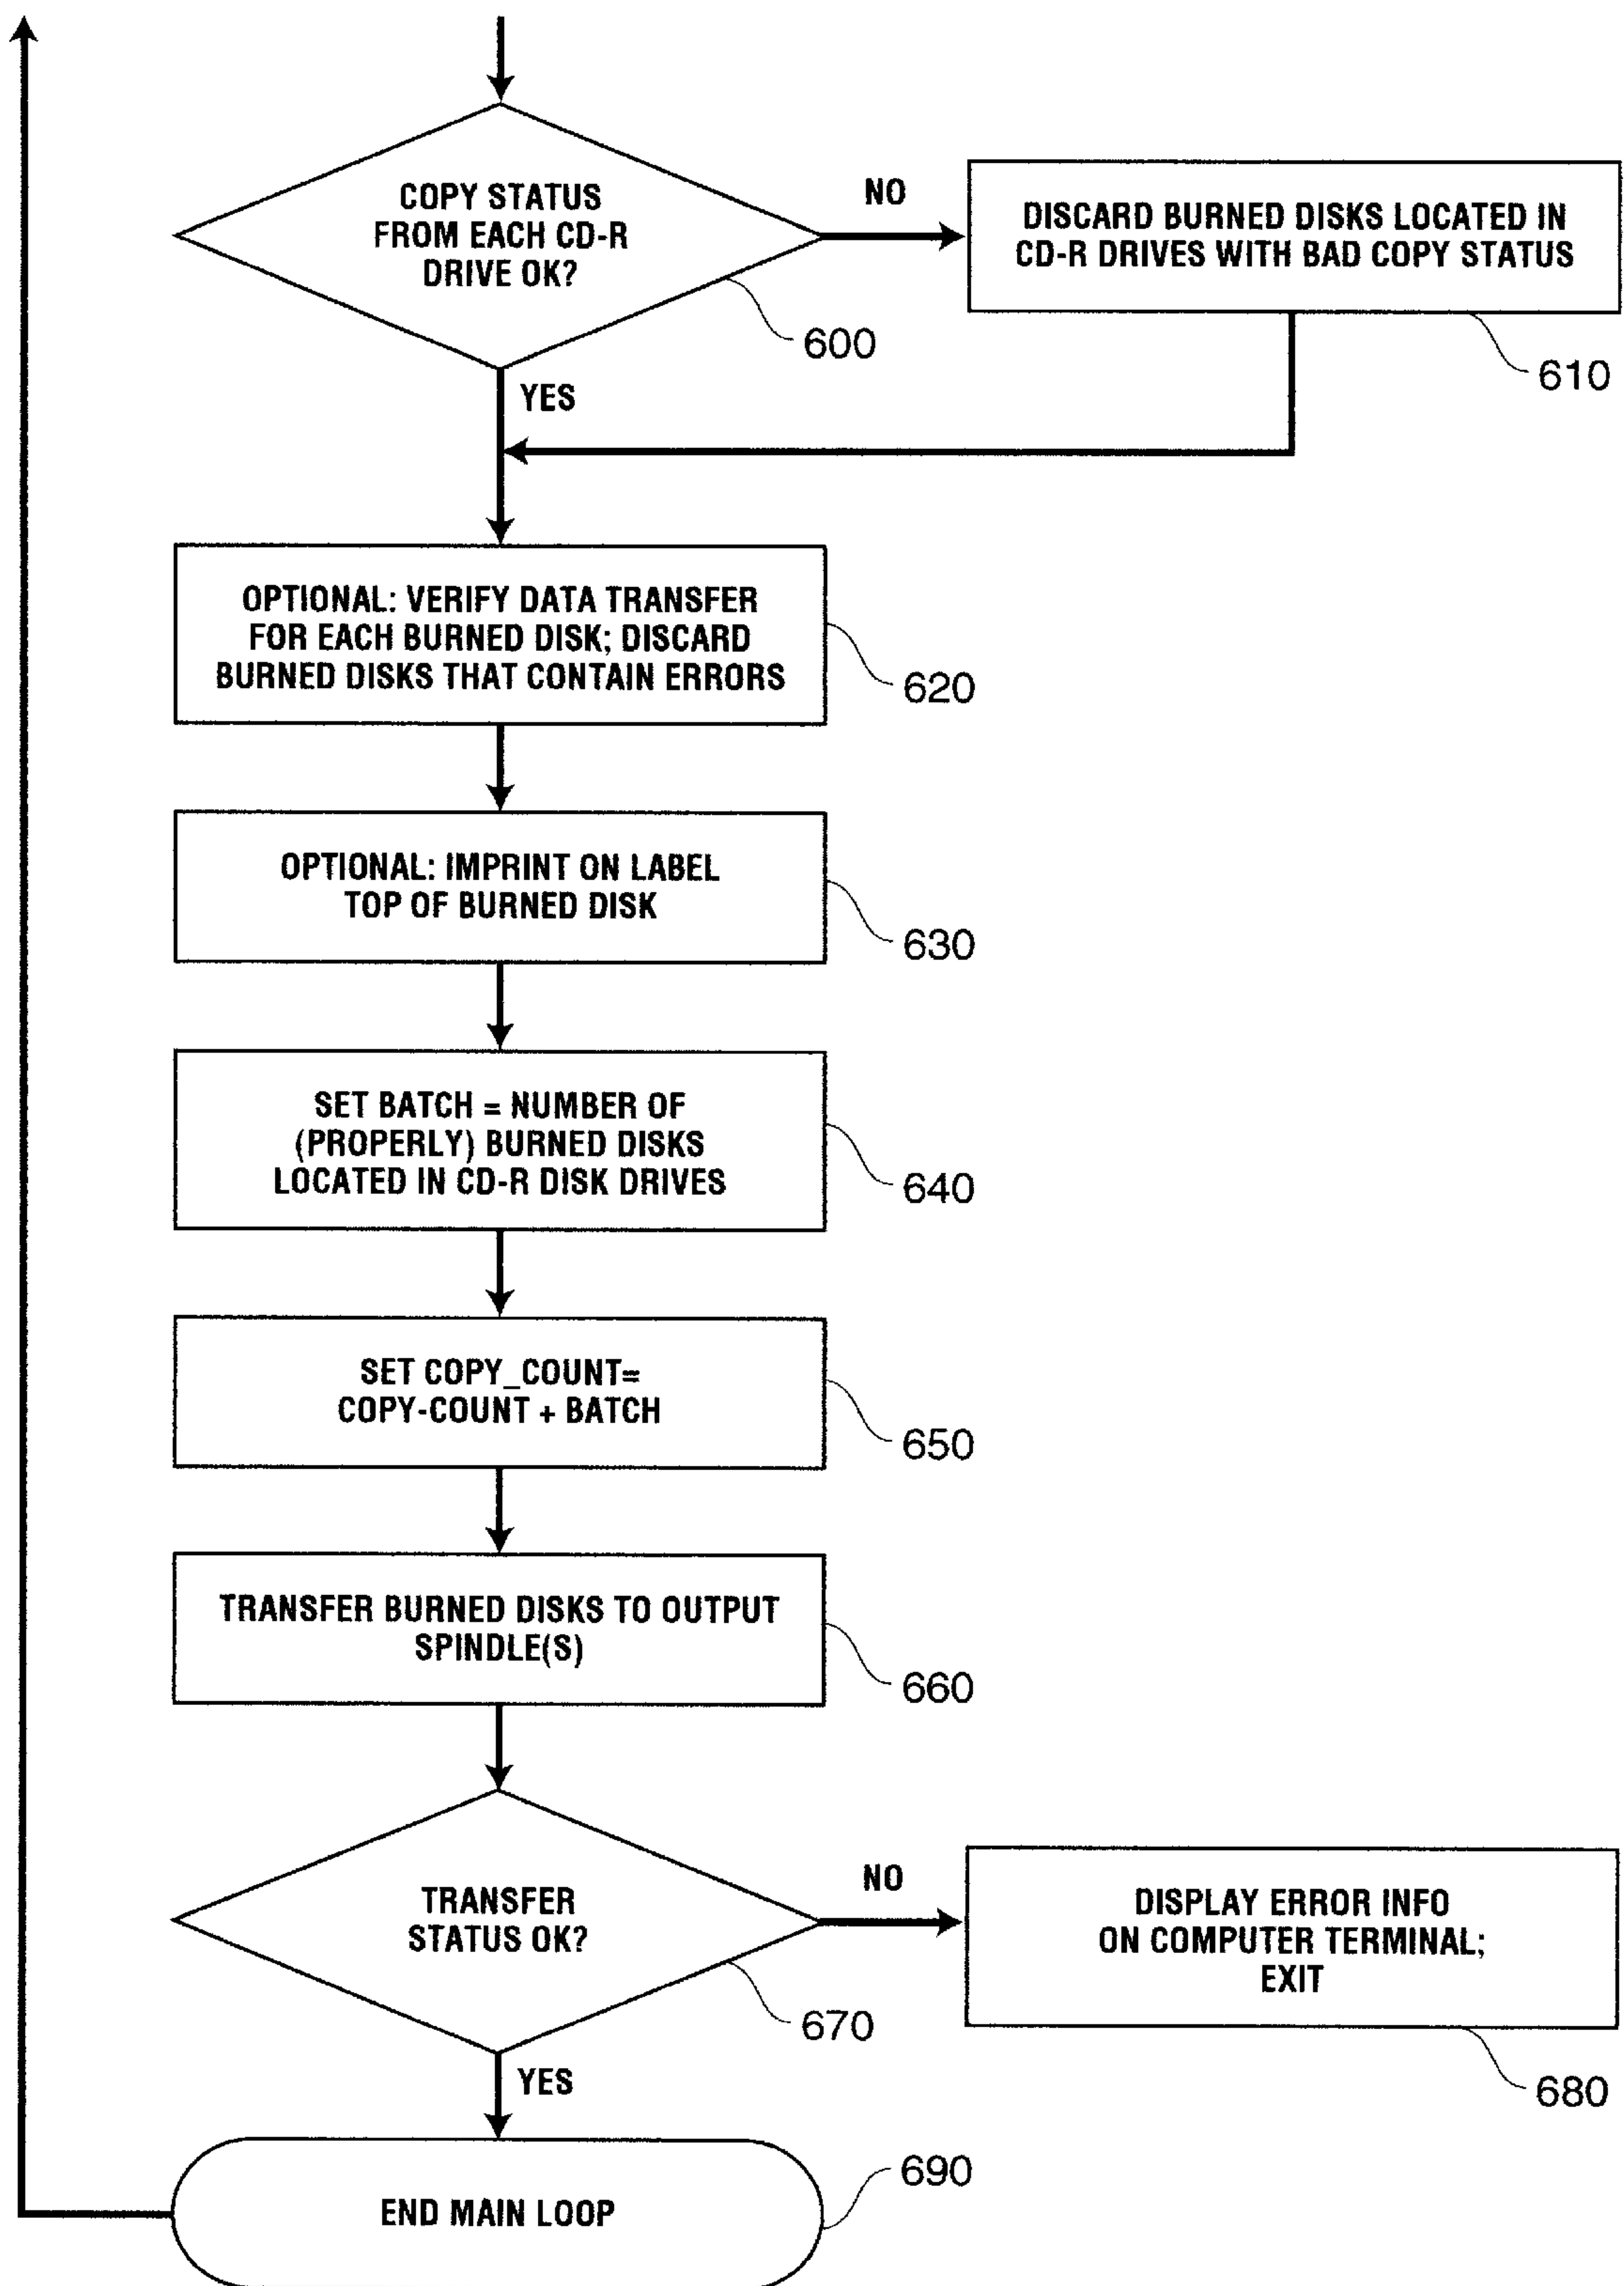 COPY STATUS
FROM EACH CD-R
DRIVE OK?
600
NO
DISCARD BURNED DISKS LOCATED IN
CD-R DRIVES WITH BAD COPY STATUS
610
YES
OPTIONAL: VERIFY DATA TRANSFER
FOR EACH BURNED DISK; DISCARD
BURNED DISKS THAT CONTAIN ERRORS
620
OPTIONAL: IMPRINT ON LABEL
TOP OF BURNED DISK
630
SET BATCH = NUMBER OF
(PROPERLY) BURNED DISKS
LOCATED IN CD-R DISK DRIVES
640
SET COPY_COUNT=
COPY-COUNT + BATCH
650
TRANSFER BURNED DISKS TO OUTPUT
SPINDLE(S)
660
TRANSFER
STATUS OK?
670
NO
DISPLAY ERROR INFO
ON COMPUTER TERMINAL;
EXIT
680
YES
END MAIN LOOP
690